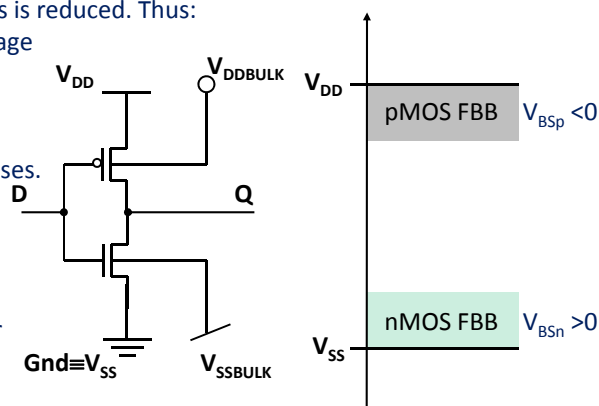 s is reduced. Thus:
age
ses.
V_DD
V_DDBULK
D
Q
Gnd≡V_SS
V_SSBULK
V_DD
pMOS FBB
V_BSp <0
nMOS FBB
V_BSn >0
V_SS